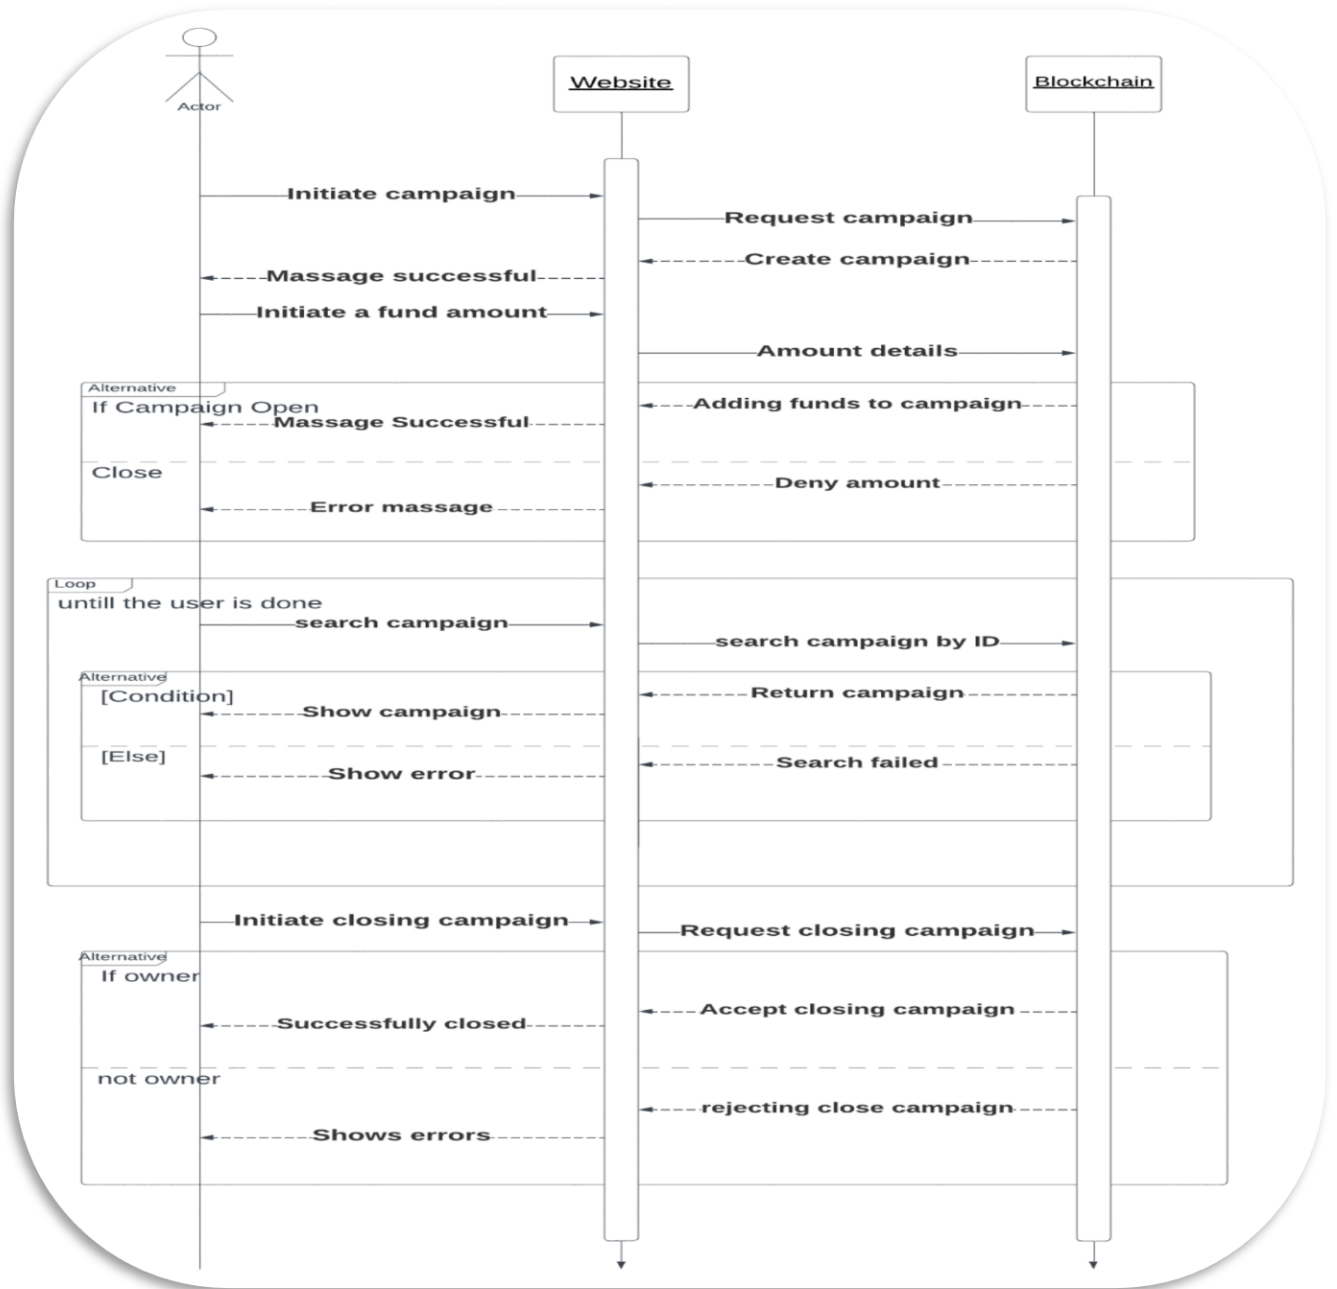 Actor
Website
Blockchain
Initiate campaign
Request campaign
Create campaign
Massage successful
Initiate a fund amount
Amount details
Alternative
If Campaign Open
Adding funds to campaign
Massage Successful
Close
Deny amount
Error massage
Loop
untill the user is done
search campaign
search campaign by ID
Alternative
[Condition]
Return campaign
Show campaign
[Else]
Search failed
Show error
Initiate closing campaign
Request closing campaign
Alternative
If owner
Accept closing campaign
Successfully closed
not owner
rejecting close campaign
Shows errors